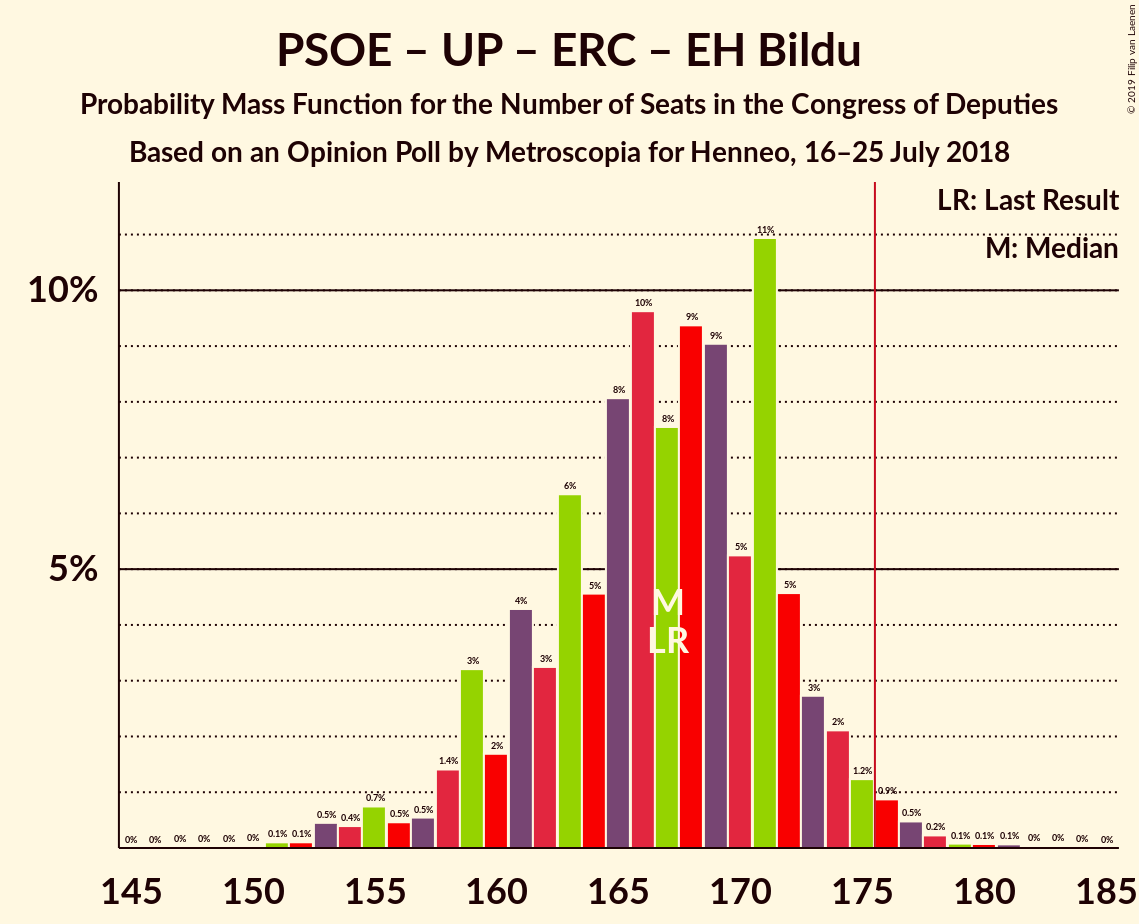 PSOE – UP – ERC – EH Bildu
Probability Mass Function for the Number of Seats in the Congress of Deputies
Based on an Opinion Poll by Metroscopia for Henneo, 16–25 July 2018
© 2019 Filip van Laenen
LR: Last Result
M: Median
10%
5%
0% 0% 0% 0% 0% 0% 0.1% 0.1% 0.5% 0.4% 0.7% 0.5% 0.5% 1.4% 3% 2% 4% 3% 6% 5% 8% 10% 8% 9% 9% 5% 11% 5% 3% 2% 1.2% 0.9% 0.5% 0.2% 0.1% 0.1% 0.1% 0% 0% 0% 0%
M
LR
145 150 155 160 165 170 175 180 185